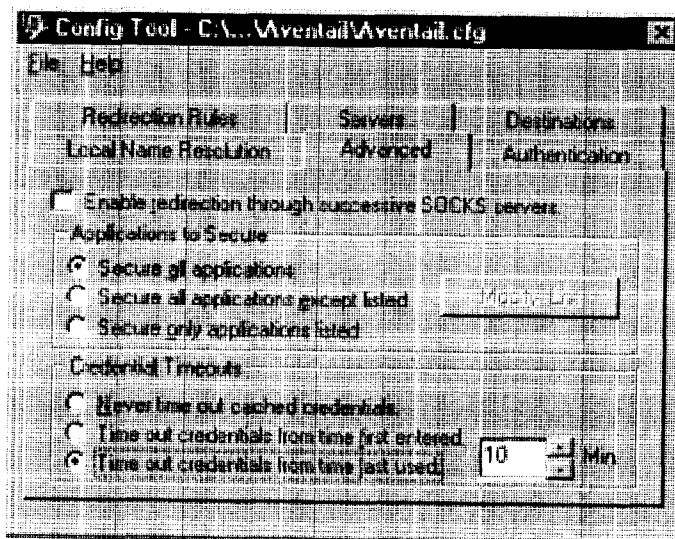 Config Tool - C:\...\Aventail\Aventail.cfg
File Help
Redirection Rules Servers Destinations
Local Name Resolution Advanced Authentication
Enable redirection through successive SOCKS servers.
Applications to Secure
Secure all applications
Secure all applications except listed
Modify List
Secure only applications listed
Credential Timeouts
Never time out cached credentials.
Time out credentials from time first entered.
Time out credentials from time last used.
10 Min